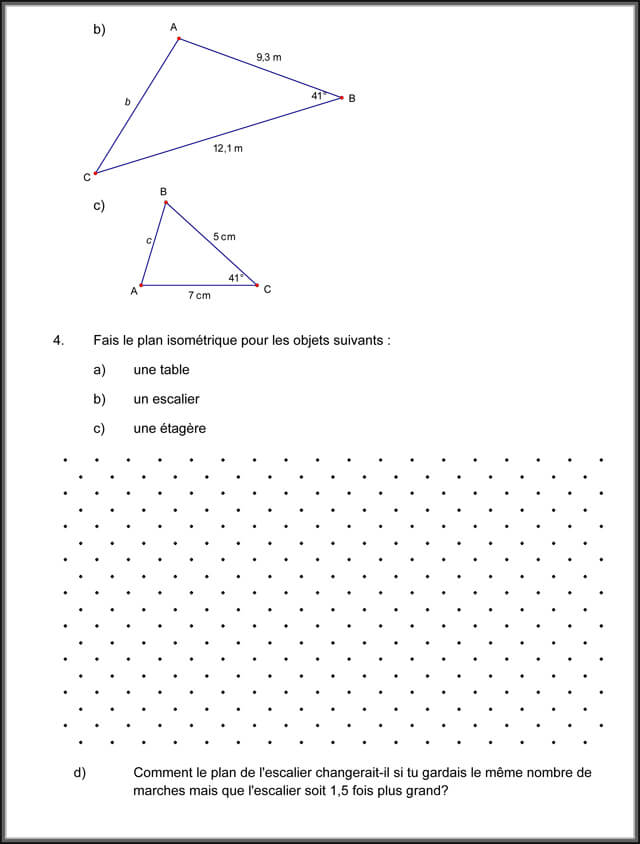 b)
A
9,3 m
b
41°
B
12,1 m
C
c)
B
c
5 cm
41°
A
7 cm
C
4. Fais le plan isométrique pour les objets suivants :
a) une table
b) un escalier
c) une étagère
d) Comment le plan de l'escalier changerait-il si tu gardais le même nombre de
marches mais que l'escalier soit 1,5 fois plus grand?